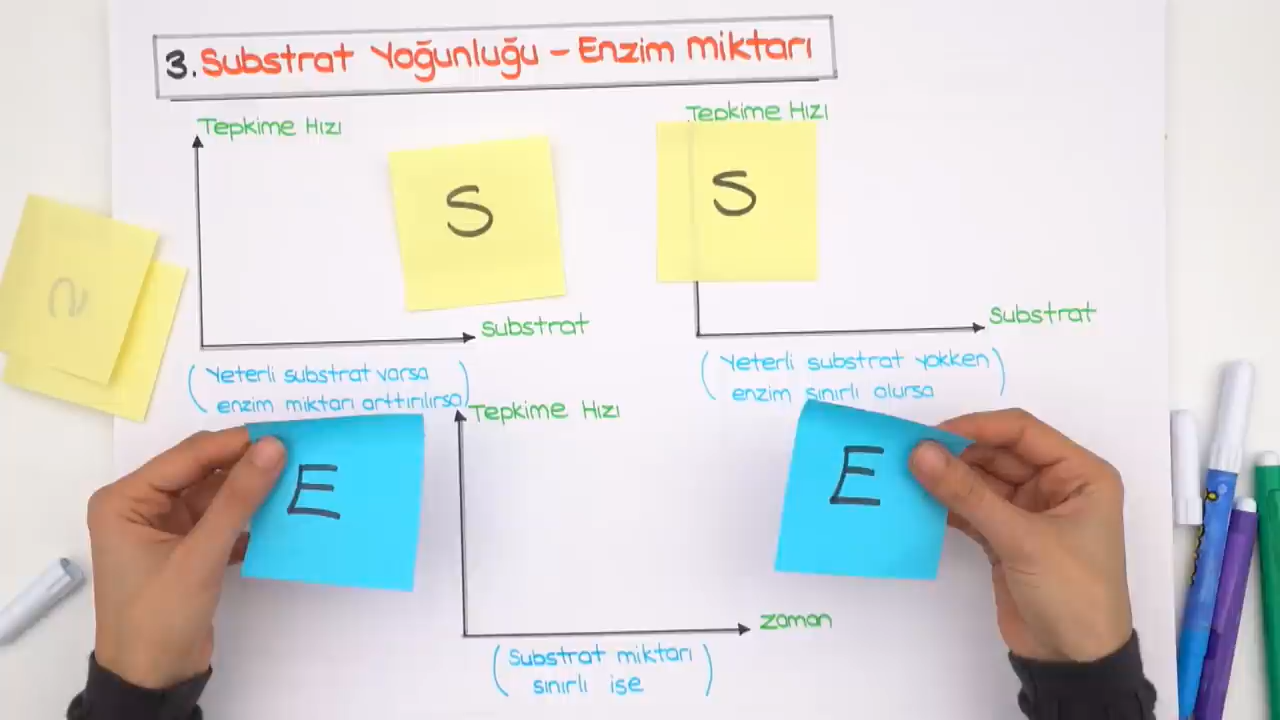 3. Substrat Yoğunluğu – Enzim Miktarı
Tepkime Hızı
S
Substrat
(Yeterli substrat varsa
enzim miktarı arttırılırsa)
Tepkime Hızı
S
Substrat
(Yeterli substrat yokken)
enzim sınırlı olursa
E
Tepkime Hızı
E
zaman
(Substrat miktarı)
sınırlı ise